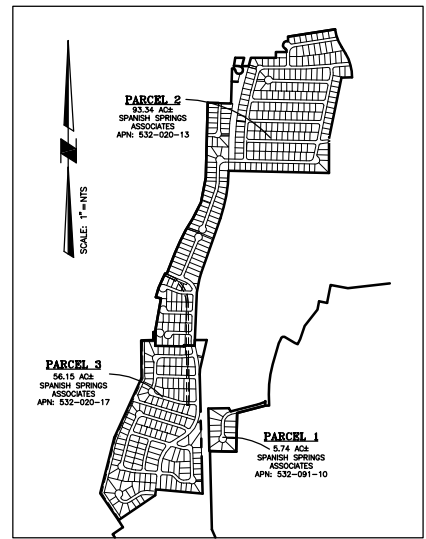 PARCEL 2
93.34 AC±
SPANISH SPRINGS
ASSOCIATES
APN: 532-020-13
SCALE: 1"=NTS
PARCEL 3
56.15 AC±
SPANISH SPRINGS
ASSOCIATES
APN: 532-020-17
PARCEL 1
5.74 AC±
SPANISH SPRINGS
ASSOCIATES
APN: 532-091-10